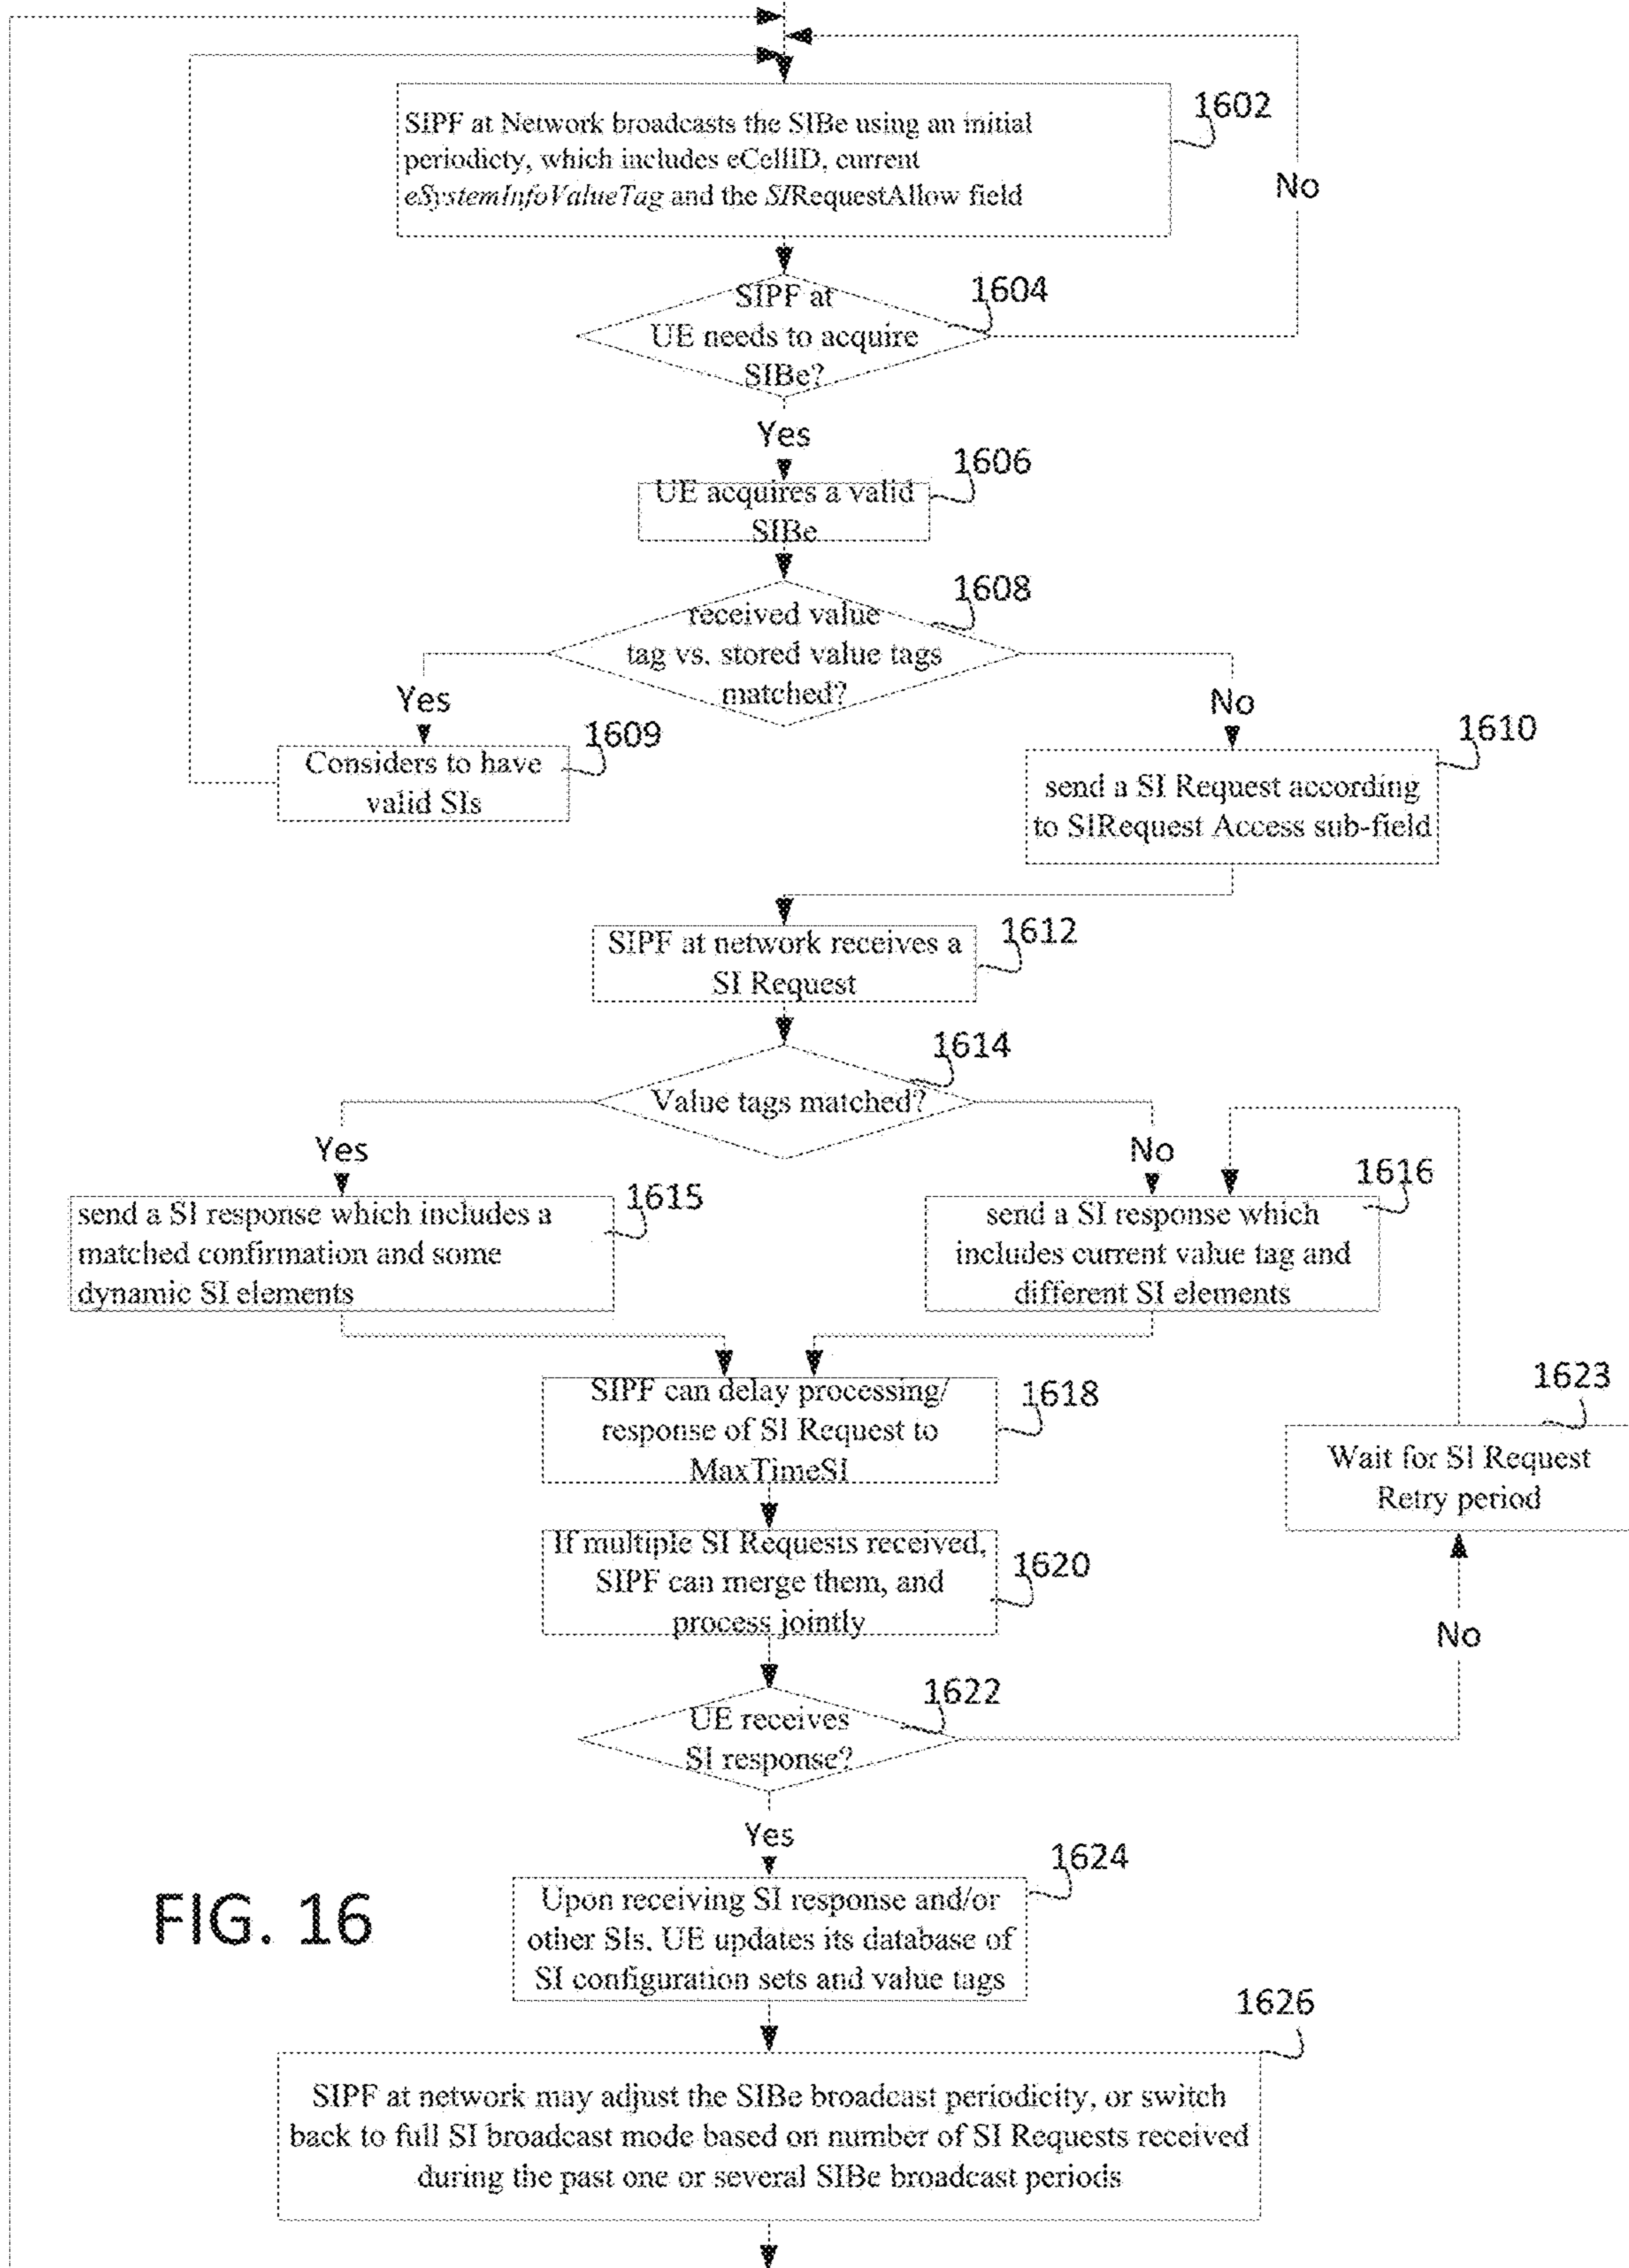 1602
SIPF at Network broadcasts the SIBe using an initial
periodicty, which includes eCellID, current
eSystemInfoValueTag and the SIRequestAllow field
No
1604
SIPF at
UE needs to acquire
SIBe?
Yes
1606
UE acquires a valid
SIBe
1608
received value
tag vs. stored value tags
matched?
Yes
No
1609
Considers to have
valid SIs
1610
send a SI Request according
to SIRequest Access sub-field
1612
SIPF at network receives a
SI Request
1614
Value tags matched?
Yes
No
1615
send a SI response which includes a
matched confirmation and some
dynamic SI elements
1616
send a SI response which
includes current value tag and
different SI elements
1618
SIPF can delay processing/
response of SI Request to
MaxTimeSI
1623
Wait for SI Request
Retry period
1620
If multiple SI Requests received,
SIPF can merge them, and
process jointly
No
1622
UE receives
SI response?
Yes
1624
Upon receiving SI response and/or
other SIs, UE updates its database of
SI configuration sets and value tags
FIG. 16
1626
SIPF at network may adjust the SIBe broadcast periodicity, or switch
back to full SI broadcast mode based on number of SI Requests received
during the past one or several SIBe broadcast periods